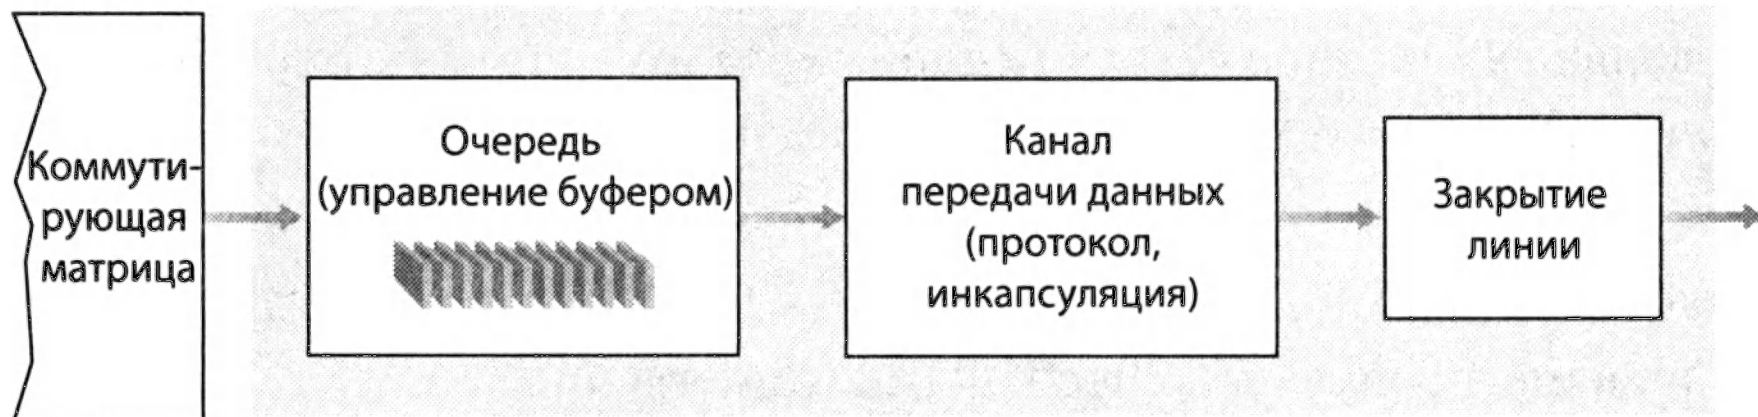 Коммути-
рующая
матрица
Очередь
(управление буфером)
Канал
передачи данных
(протокол,
инкапсуляция)
Закрытие
линии